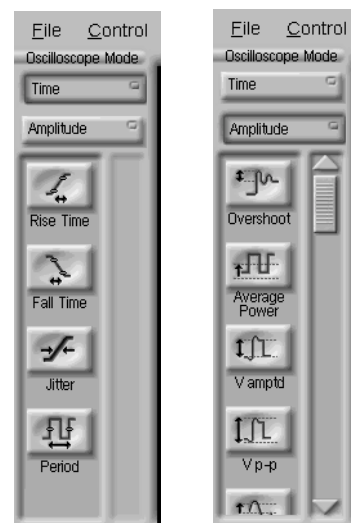 File Control
Oscilloscope Mode
Time
Amplitude
Rise Time
Fall Time
Jitter
Period
File Control
Oscilloscope Mode
Time
Amplitude
Overshoot
Average
Power
V amptd
V p-p